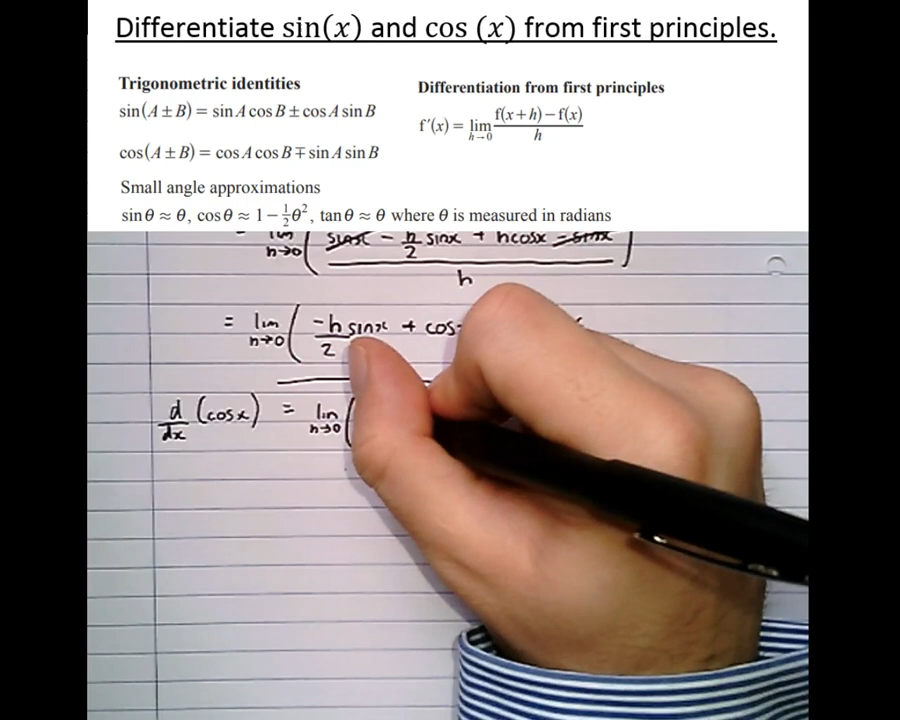 Differentiate sin(x) and cos (x) from first principles.
Trigonometric identities
sin(A ± B) = sin A cos B ± cos A sin B
cos(A ± B) = cos A cos B ∓ sin A sin B
Small angle approximations
sin θ ≈ θ, cos θ ≈ 1 − ½θ², tan θ ≈ θ where θ is measured in radians
Differentiation from first principles
f′(x) = lim h→0 (f(x + h) − f(x))/h
lim h→0 ( (sinx − h/2 sinx + hcosx − sinx)/h )
= lim h→0 ( −h/2 sinx + cos
d/dx (cosx) = lim h→0 (